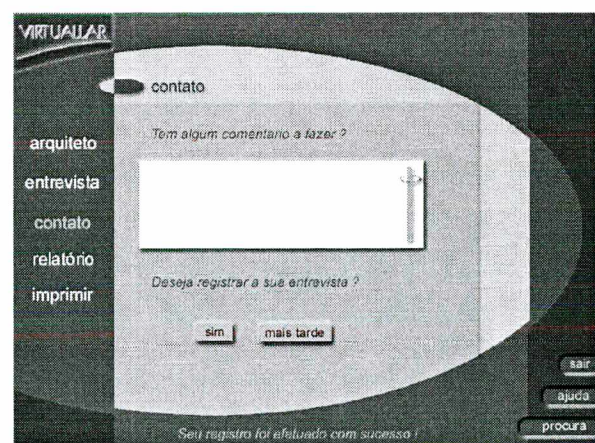 VIRTUALLAR
contato
arquiteto
entrevista
contato
relatório
imprimir
Tem algum comentario a fazer ?
Deseja registrar a sua entrevista ?
sim
mais tarde
sair
ajuda
procura
Seu registro foi efetuado com sucesso !